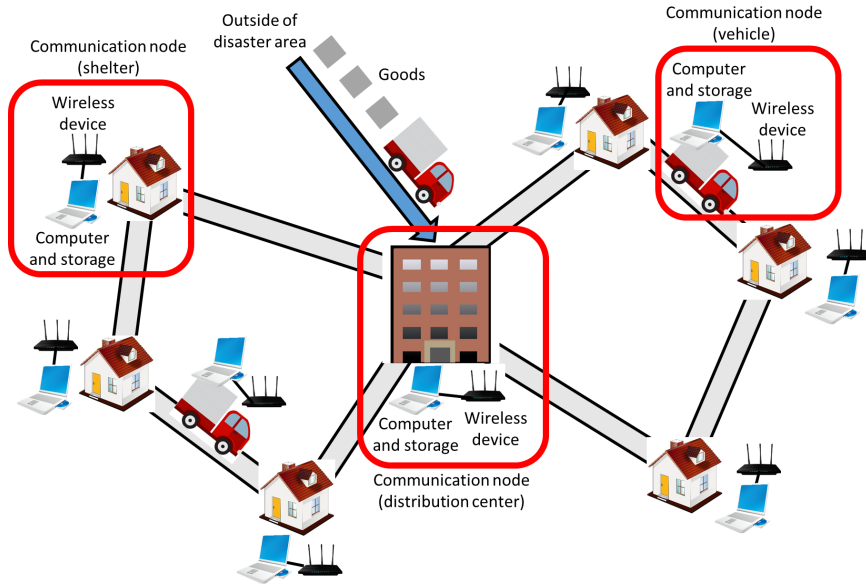 Outside of
disaster area
Goods
Communication node
(shelter)
Wireless
device
Computer
and storage
Communication node
(vehicle)
Computer
and storage
Wireless
device
Computer
and storage
Wireless
device
Communication node
(distribution center)